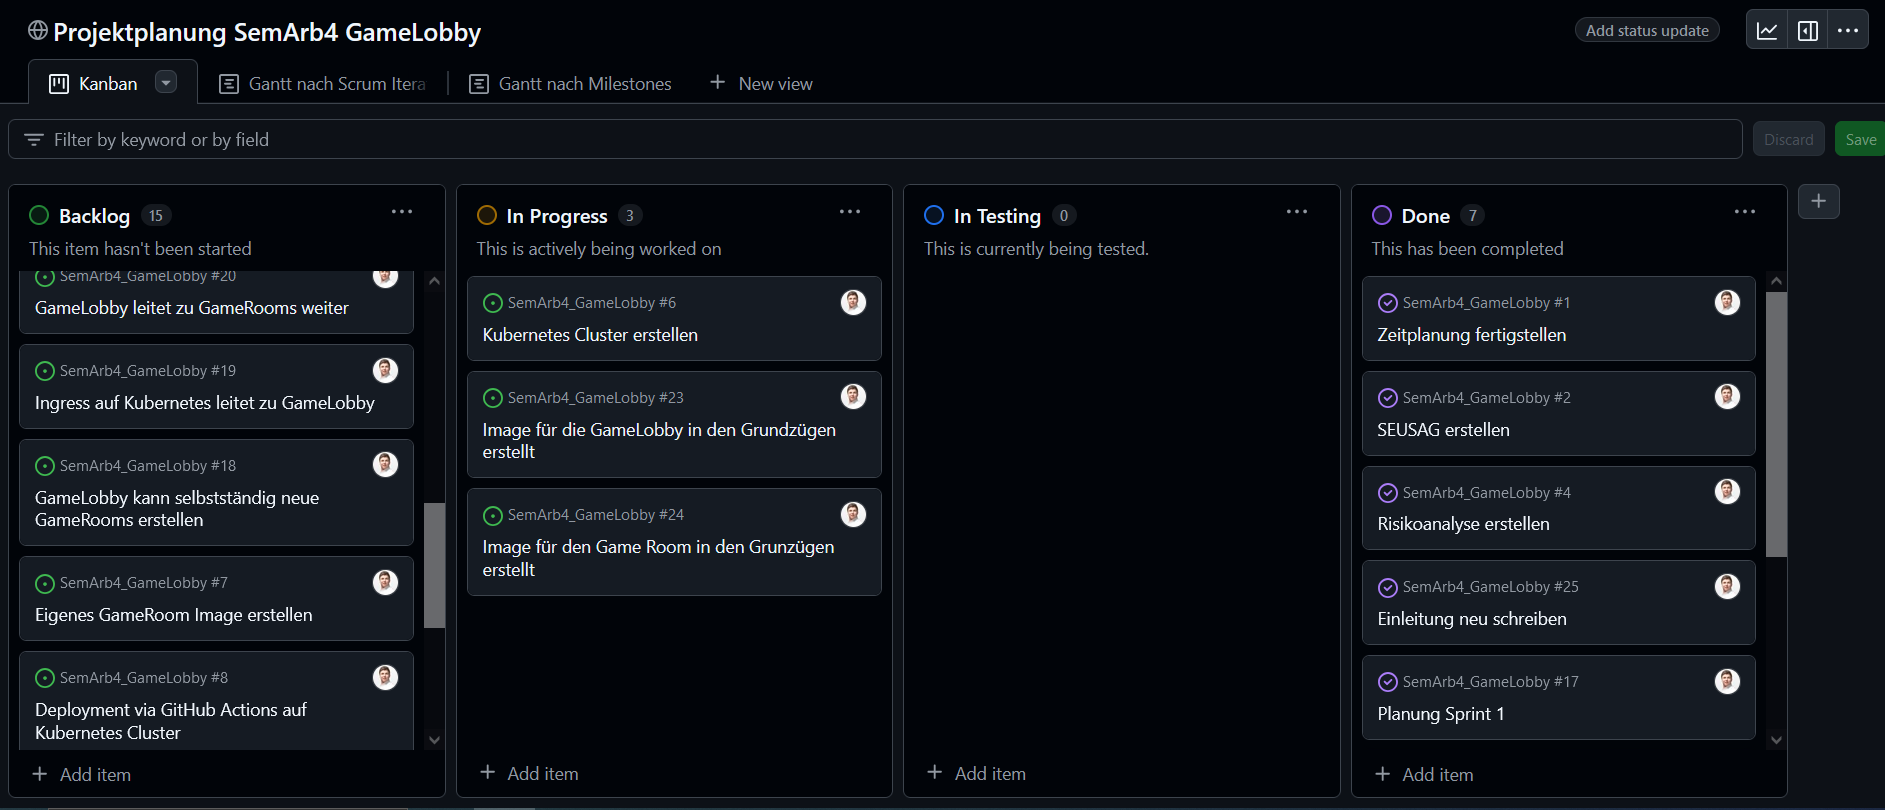 Projektplanung SemArb4 GameLobby
Add status update
Kanban
Gantt nach Scrum Itera
Gantt nach Milestones
New view
Filter by keyword or by field
Discard
Save
Backlog 15
This item hasn't been started
SemArb4_GameLobby #20
GameLobby leitet zu GameRooms weiter
SemArb4_GameLobby #19
Ingress auf Kubernetes leitet zu GameLobby
SemArb4_GameLobby #18
GameLobby kann selbstständig neue
GameRooms erstellen
SemArb4_GameLobby #7
Eigenes GameRoom Image erstellen
SemArb4_GameLobby #8
Deployment via GitHub Actions auf
Kubernetes Cluster
Add item
In Progress 3
This is actively being worked on
SemArb4_GameLobby #6
Kubernetes Cluster erstellen
SemArb4_GameLobby #23
Image für die GameLobby in den Grundzügen
erstellt
SemArb4_GameLobby #24
Image für den Game Room in den Grunzügen
erstellt
Add item
In Testing 0
This is currently being tested.
Add item
Done 7
This has been completed
SemArb4_GameLobby #1
Zeitplanung fertigstellen
SemArb4_GameLobby #2
SEUSAG erstellen
SemArb4_GameLobby #4
Risikoanalyse erstellen
SemArb4_GameLobby #25
Einleitung neu schreiben
SemArb4_GameLobby #17
Planung Sprint 1
Add item